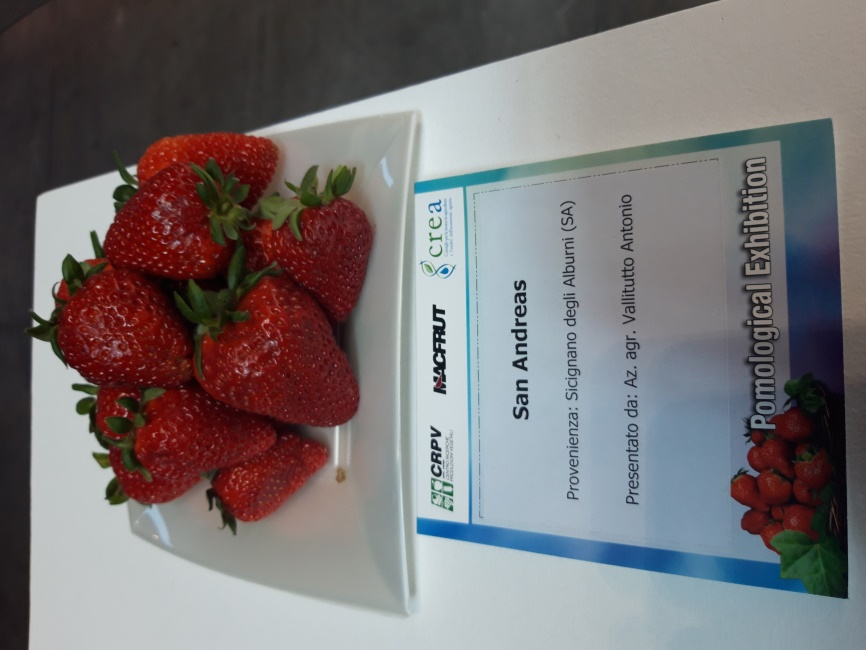 CRPV
MACFRUT
crea
San Andreas
Provenienza: Sicignano degli Alburni (SA)
Presentato da: Az. agr. Vallitutto Antonio
Pomological Exhibition